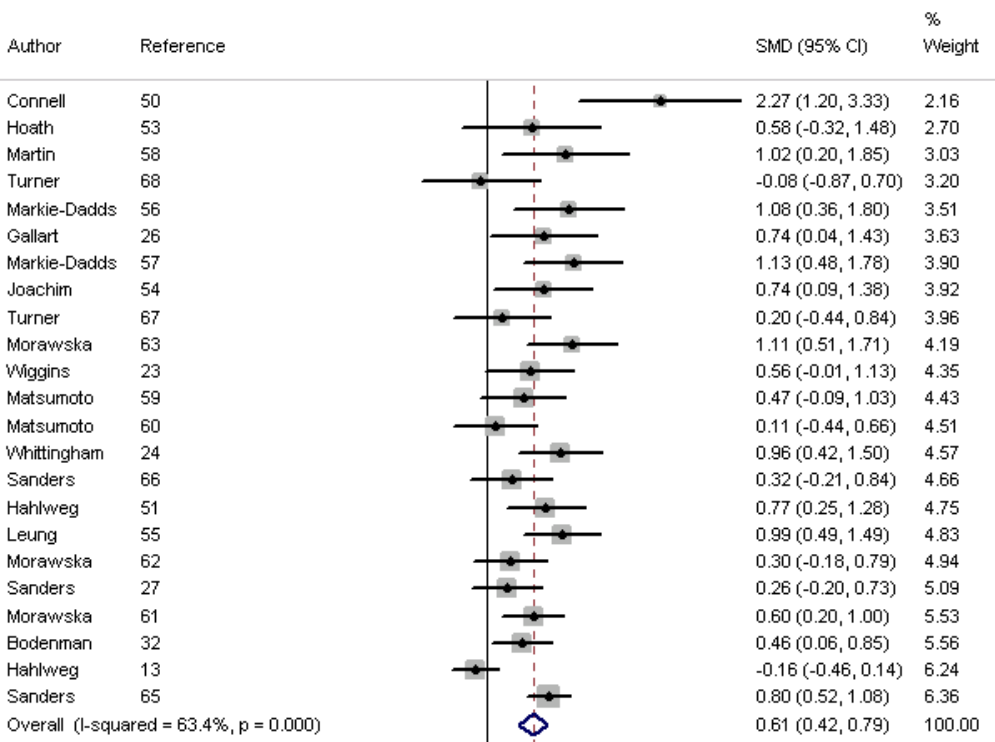 %
Author Reference SMD (95% CI) Weight
Connell 50 2.27 (1.20, 3.33) 2.16
Hoath 53 0.58 (-0.32, 1.48) 2.70
Martin 58 1.02 (0.20, 1.85) 3.03
Turner 68 -0.08 (-0.87, 0.70) 3.20
Markie-Dadds 56 1.08 (0.36, 1.80) 3.51
Gallart 26 0.74 (0.04, 1.43) 3.63
Markie-Dadds 57 1.13 (0.48, 1.78) 3.90
Joachim 54 0.74 (0.09, 1.38) 3.92
Turner 67 0.20 (-0.44, 0.84) 3.96
Morawska 63 1.11 (0.51, 1.71) 4.19
Wiggins 23 0.56 (-0.01, 1.13) 4.35
Matsumoto 59 0.47 (-0.09, 1.03) 4.43
Matsumoto 60 0.11 (-0.44, 0.66) 4.51
Whittingham 24 0.96 (0.42, 1.50) 4.57
Sanders 66 0.32 (-0.21, 0.84) 4.66
Hahlweg 51 0.77 (0.25, 1.28) 4.75
Leung 55 0.99 (0.49, 1.49) 4.83
Morawska 62 0.30 (-0.18, 0.79) 4.94
Sanders 27 0.26 (-0.20, 0.73) 5.09
Morawska 61 0.60 (0.20, 1.00) 5.53
Bodenman 32 0.46 (0.06, 0.85) 5.56
Hahlweg 13 -0.16 (-0.46, 0.14) 6.24
Sanders 65 0.80 (0.52, 1.08) 6.36
Overall (I-squared = 63.4%, p = 0.000) 0.61 (0.42, 0.79) 100.00